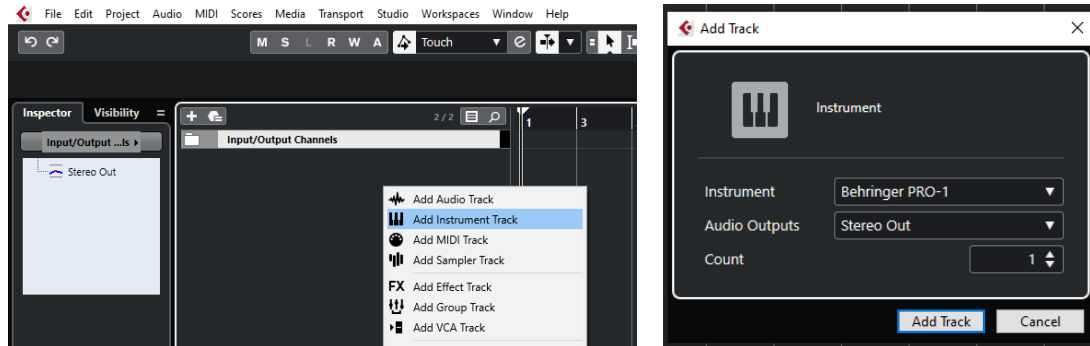 File Edit Project Audio MIDI Scores Media Transport Studio Workspaces Window Help
M S L R W A Touch
Inspector Visibility
2 / 2
1 3
Input/Output ...ls
Input/Output Channels
Stereo Out
Add Audio Track
Add Instrument Track
Add MIDI Track
Add Sampler Track
FX Add Effect Track
Add Group Track
Add VCA Track
Add Track
Instrument
Instrument Behringer PRO-1
Audio Outputs Stereo Out
Count 1
Add Track Cancel